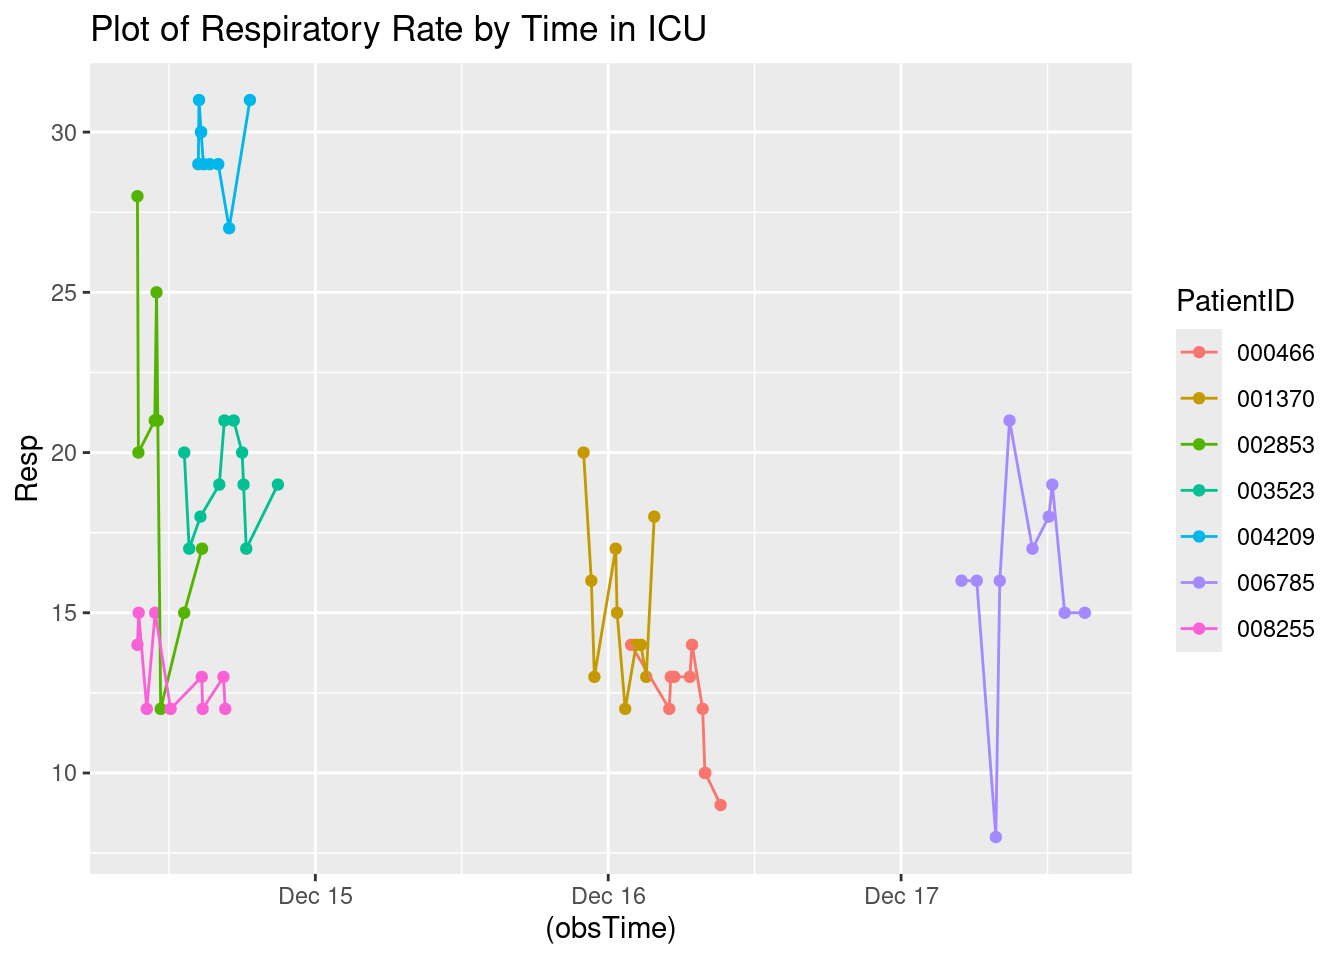 Plot of Respiratory Rate by Time in ICU
30
25
20
15
10
Resp
Dec 15
Dec 16
Dec 17
(obsTime)
PatientID
000466
001370
002853
003523
004209
006785
008255